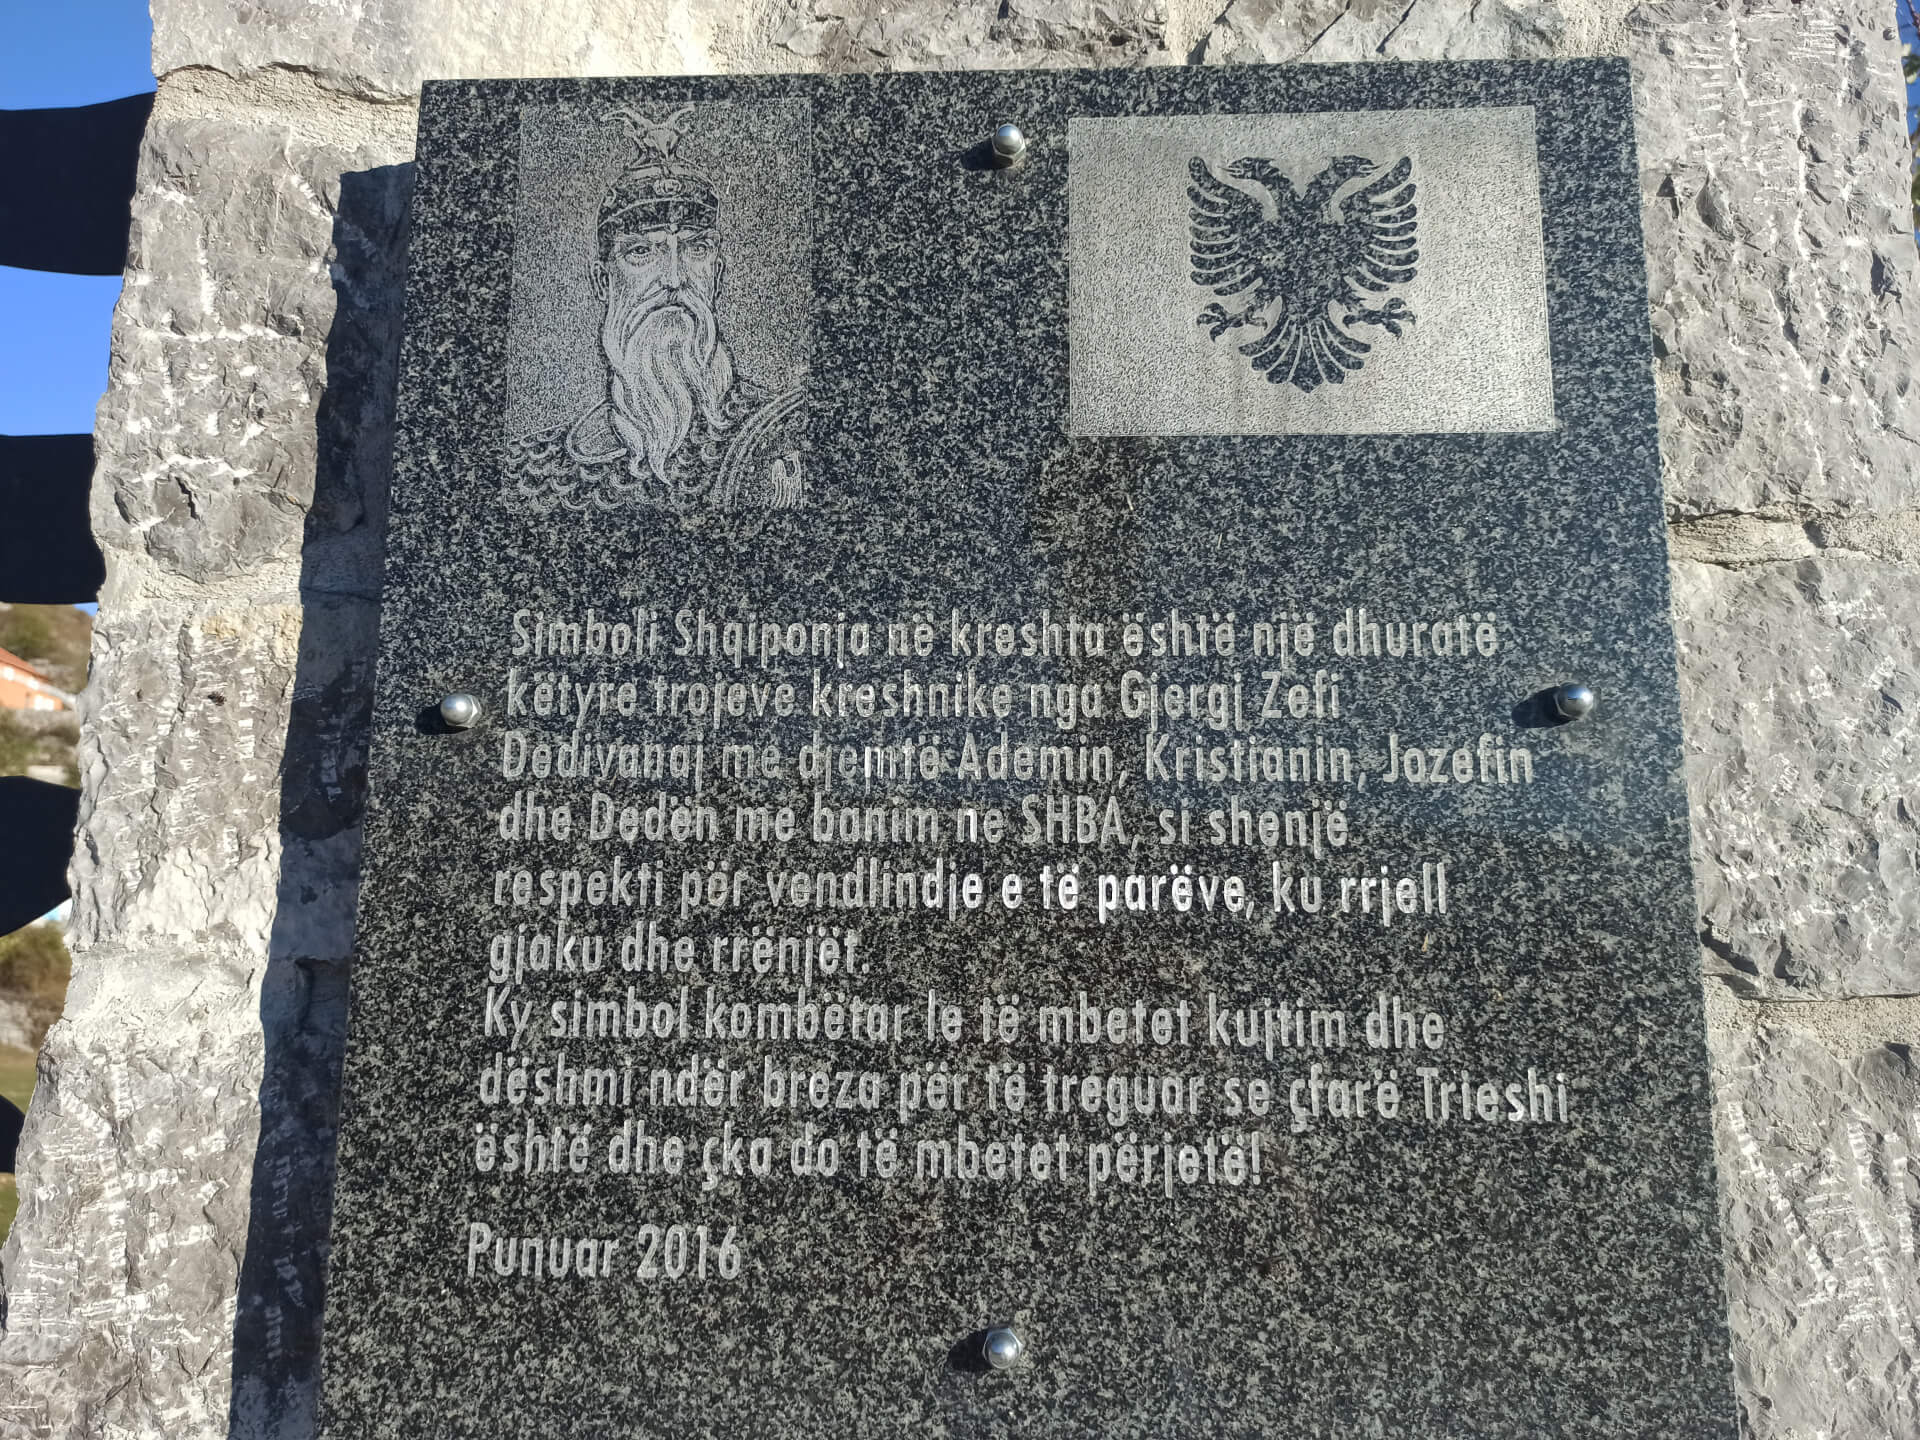 Simboli Shqiponja në kreshta është një dhuratë
këtyre trojeve kreshnike nga Gjergj Zefi
Dedivanaj me djemtë Ademin, Kristianin, Jozefin
dhe Dedën me banim ne SHBA, si shenjë
respekti për vendlindje e të parëve, ku rrjell
gjaku dhe rrënjët.
Ky simbol kombëtar le të mbetet kujtim dhe
dëshmi ndër breza për të treguar se çfarë Trieshi
është dhe çka do të mbetet përjetë!
Punuar 2016